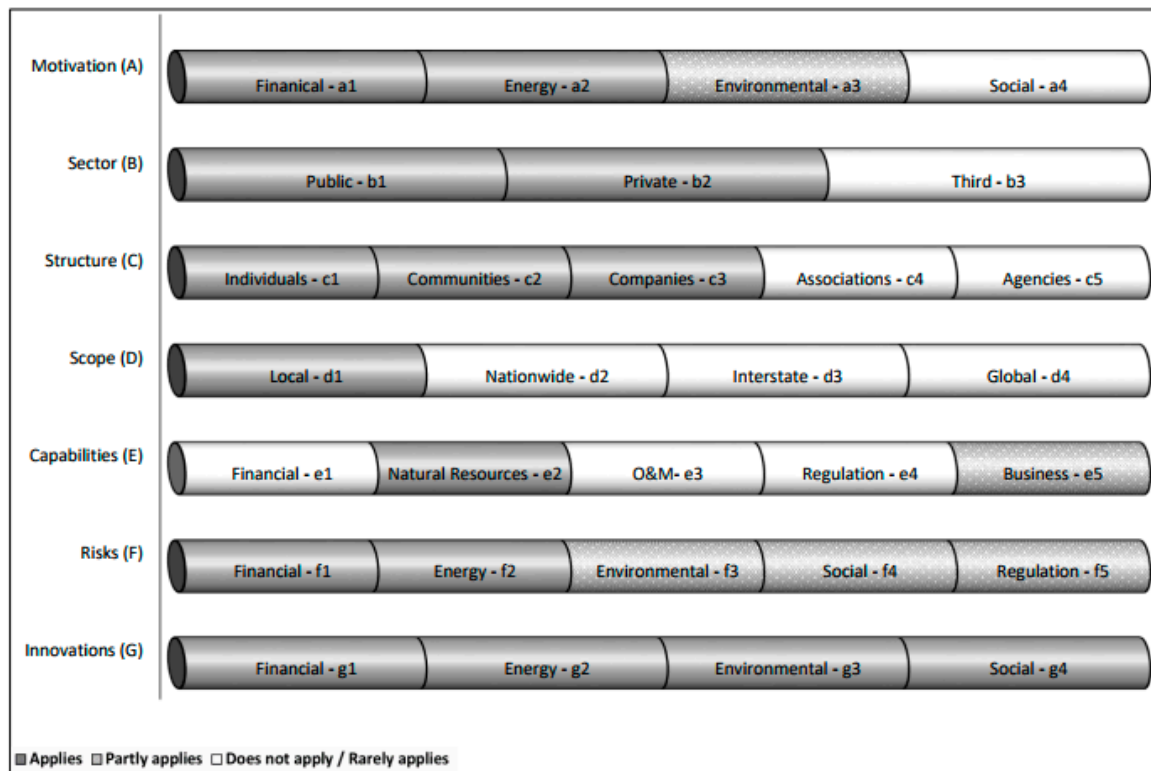 Motivation (A)
Finanical - a1 Energy - a2 Environmental - a3 Social - a4
Sector (B)
Public - b1 Private - b2 Third - b3
Structure (C)
Individuals - c1 Communities - c2 Companies - c3 Associations - c4 Agencies - c5
Scope (D)
Local - d1 Nationwide - d2 Interstate - d3 Global - d4
Capabilities (E)
Financial - e1 Natural Resources - e2 O&M- e3 Regulation - e4 Business - e5
Risks (F)
Financial - f1 Energy - f2 Environmental - f3 Social - f4 Regulation - f5
Innovations (G)
Financial - g1 Energy - g2 Environmental - g3 Social - g4
Applies Partly applies Does not apply / Rarely applies